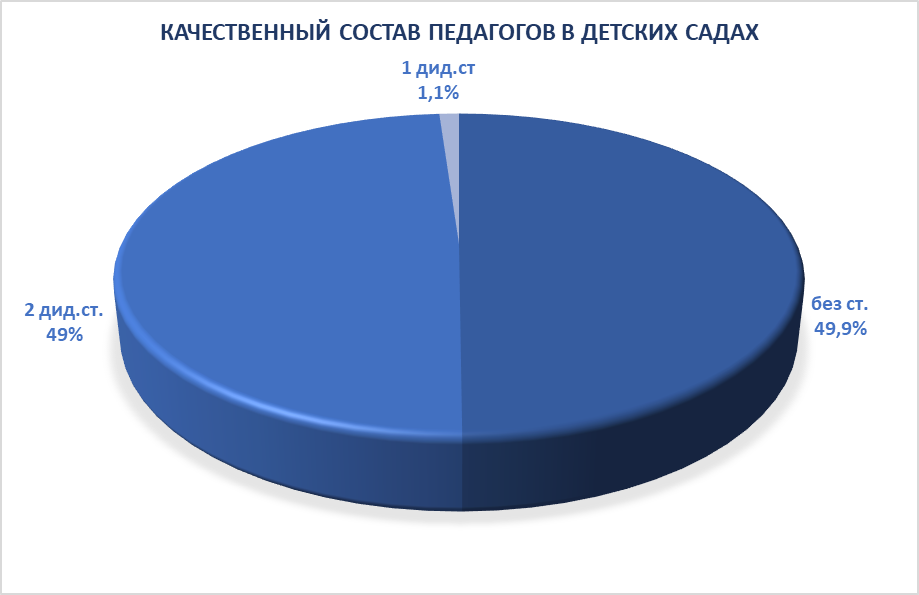 КАЧЕСТВЕННЫЙ СОСТАВ ПЕДАГОГОВ В ДЕТСКИХ САДАХ
1 дид.ст
1,1%
2 дид.ст.
49%
без ст.
49,9%